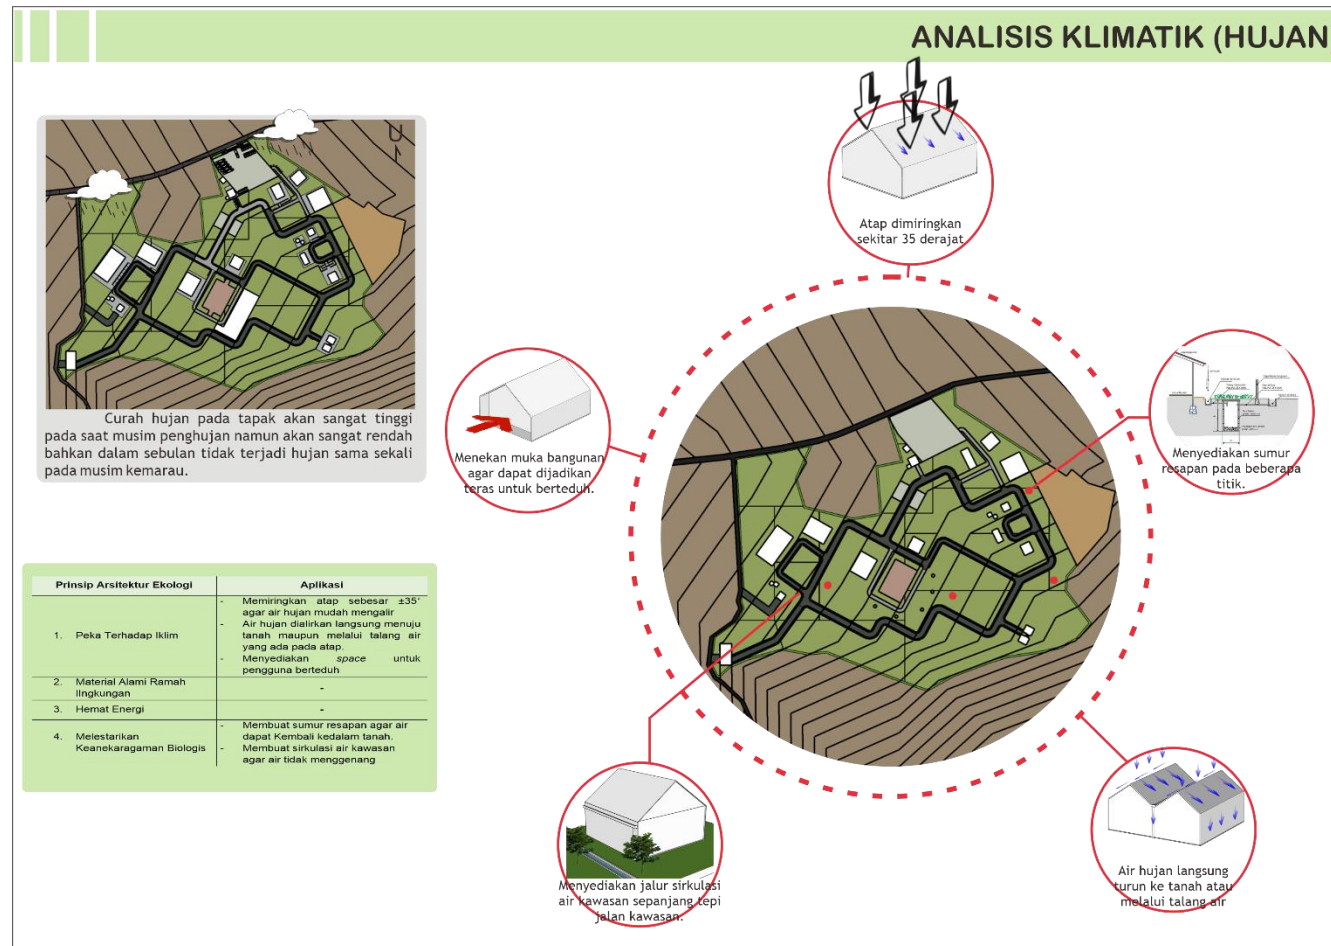 ANALISIS KLIMATIK (HUJAN
U
Curah hujan pada tapak akan sangat tinggi
pada saat musim penghujan namun akan sangat rendah
bahkan dalam sebulan tidak terjadi hujan sama sekali
pada musim kemarau.
Atap dimiringkan
sekitar 35 derajat
Menekan muka bangunan
agar dapat dijadikan
teras untuk berteduh.
Menyediakan sumur
resapan pada beberapa
titik.
Prinsip Arsitektur Ekologi Aplikasi
1. Peka Terhadap Iklim
- Memiringkan atap sebesar ±35°
agar air hujan mudah mengalir
- Air hujan dialirkan langsung menuju
tanah maupun melalui talang air
yang ada pada atap.
- Menyediakan space untuk
pengguna berteduh
2. Material Alami Ramah
lIngkungan
-
3. Hemat Energi -
4. Melestarikan
Keanekaragaman Biologis
- Membuat sumur resapan agar air
dapat Kembali kedalam tanah.
- Membuat sirkulasi air kawasan
agar air tidak menggenang
Menyediakan jalur sirkulasi
air kawasan sepanjang tepi
jalan kawasan.
Air hujan langsung
turun ke tanah atau
melalui talang air